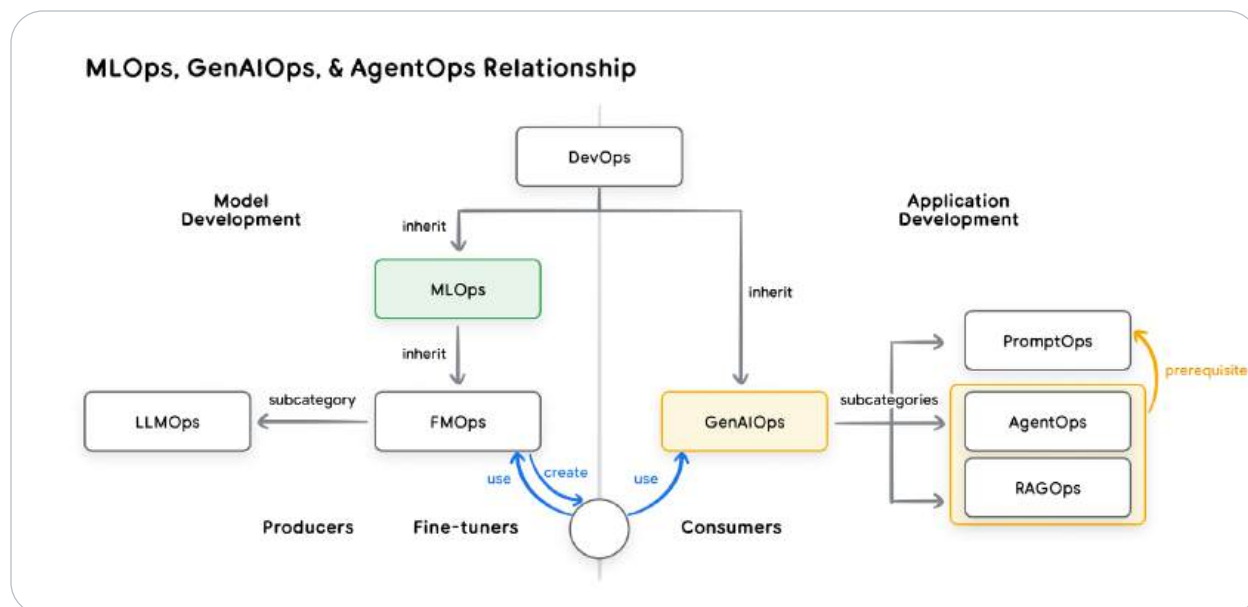 MLOps, GenAIOps, & AgentOps Relationship
DevOps
Model
Development
Application
Development
inherit
MLOps
inherit
inherit
PromptOps
prerequisite
LLMOps
subcategory
FMOps
GenAIOps
subcategories
AgentOps
RAGOps
use
create
use
Producers
Fine-tuners
Consumers